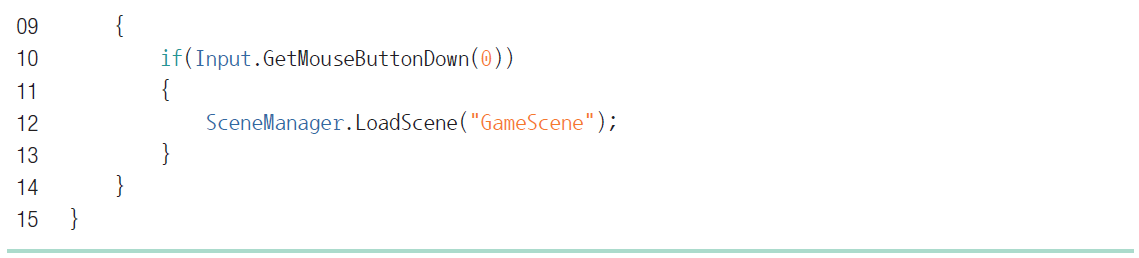 09 {
10 if(Input.GetMouseButtonDown(0))
11 {
12 SceneManager.LoadScene("GameScene");
13 }
14 }
15 }